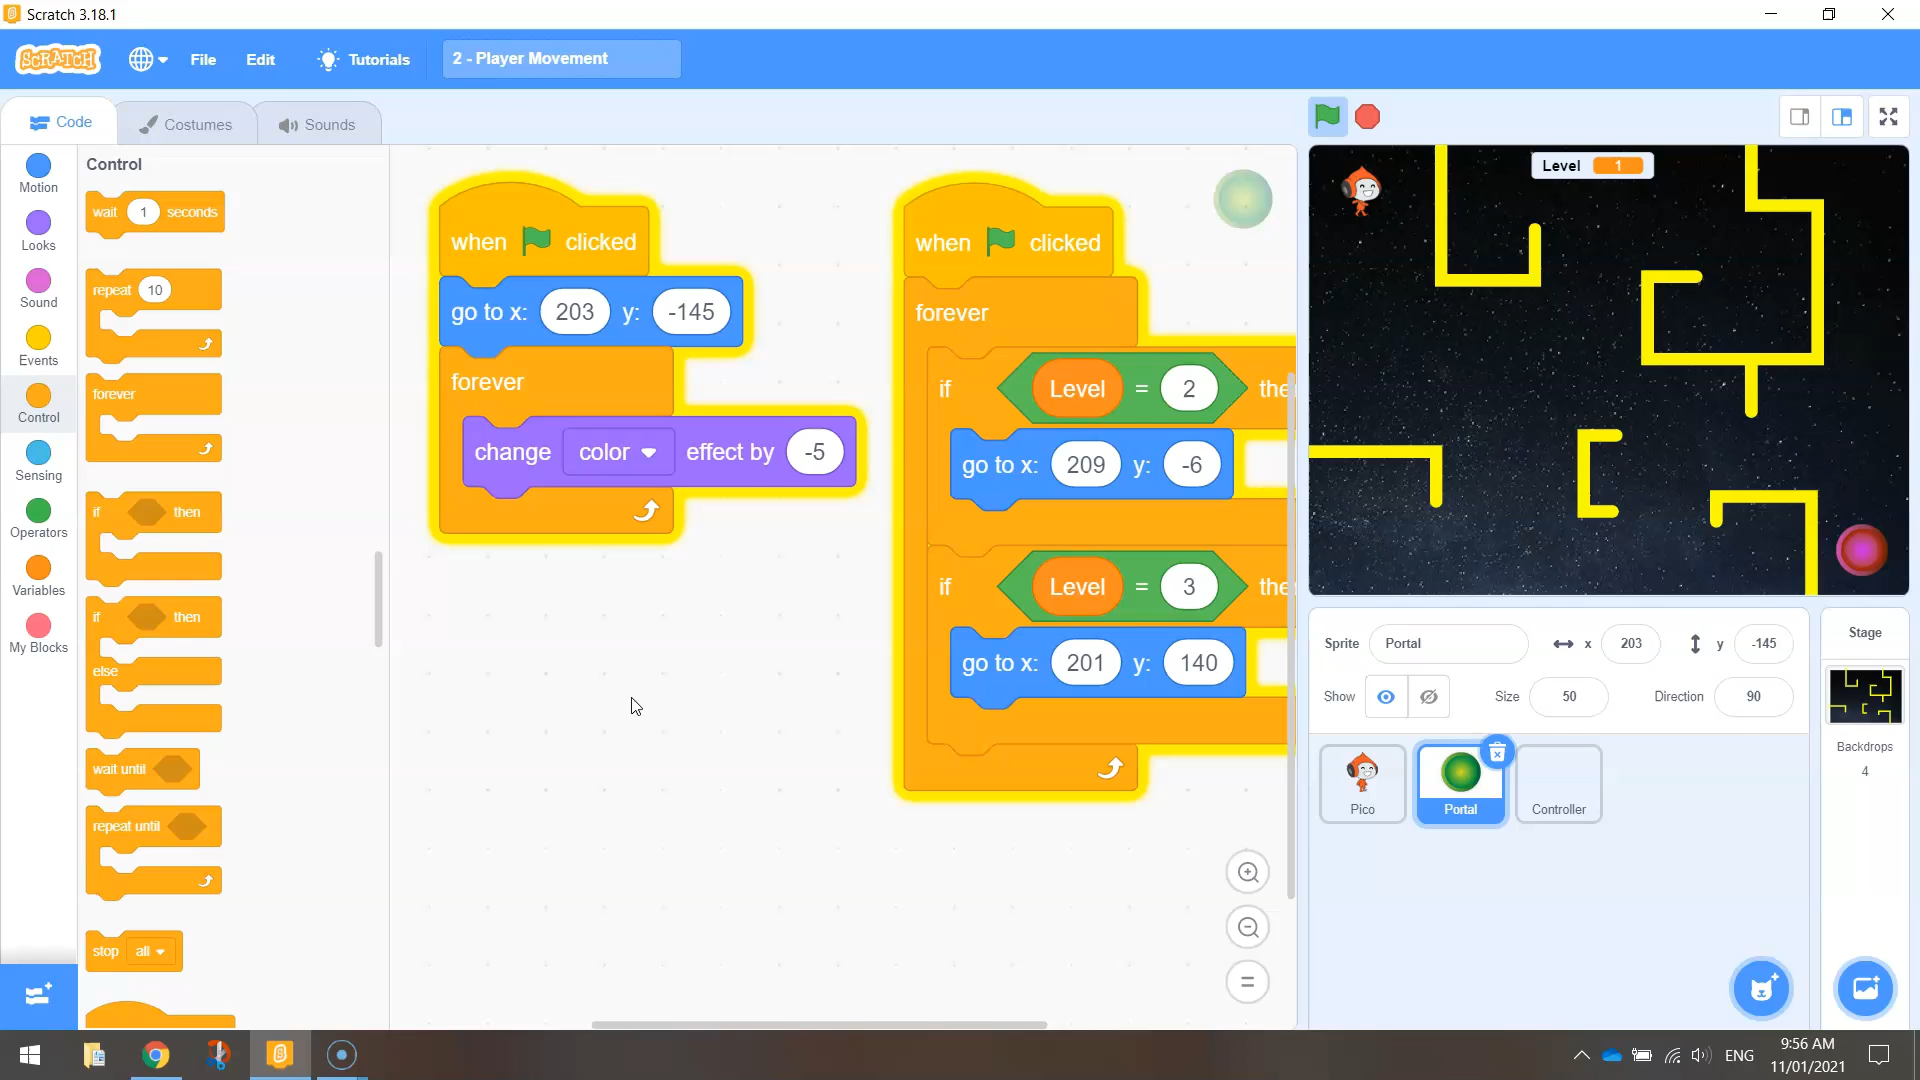 Scratch 3.18.1
SCRATCH
File
Edit
Tutorials
2 - Player Movement
Code
Costumes
Sounds
Motion
Looks
Sound
Events
Control
Sensing
Operators
Variables
My Blocks
Control
wait 1 seconds
repeat 10
forever
if then
if then
else
wait until
repeat until
stop all
when clicked
go to x: 203 y: -145
forever
change color effect by -5
when clicked
forever
if Level = 2 the
go to x: 209 y: -6
if Level = 3 the
go to x: 201 y: 140
Level 1
Sprite Portal x 203 y -145
Show Size 50 Direction 90
Pico
Portal
Controller
Stage
Backdrops
4
ENG
9:56 AM
11/01/2021